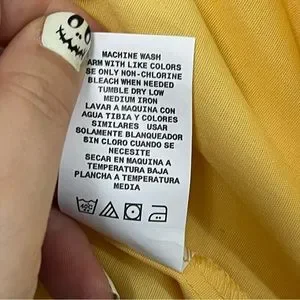 MACHINE WASH
ARM WITH LIKE COLORS
SE ONLY NON-CHLORINE
BLEACH WHEN NEEDED
TUMBLE DRY LOW
MEDIUM IRON
LAVAR A MAQUINA CON
AGUA TIBIA Y COLORES
SIMILARES USAR
SOLAMENTE BLANQUEADOR
BIN CLORO CUANDO SE
NECESITE
SECAR EN MAQUINA A
TEMPERATURA BAJA
PLANCHA A TEMPERATURA
MEDIA